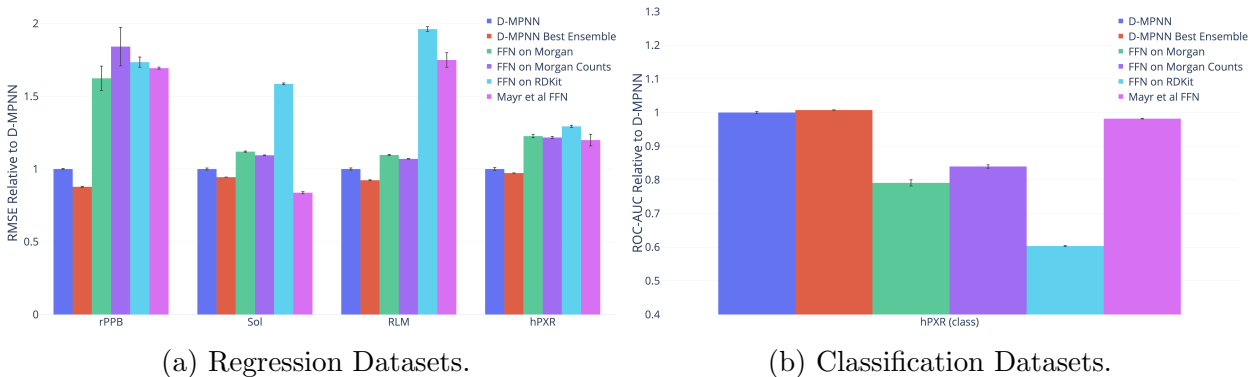 RMSE Relative to D-MPNN
2
1.5
1
0.5
0
rPPB
Sol
RLM
hPXR
D-MPNN
D-MPNN Best Ensemble
FFN on Morgan
FFN on Morgan Counts
FFN on RDKit
Mayr et al FFN
(a) Regression Datasets.
ROC-AUC Relative to D-MPNN
1.3
1.2
1.1
1
0.9
0.8
0.7
0.6
0.5
0.4
hPXR (class)
D-MPNN
D-MPNN Best Ensemble
FFN on Morgan
FFN on Morgan Counts
FFN on RDKit
Mayr et al FFN
(b) Classification Datasets.